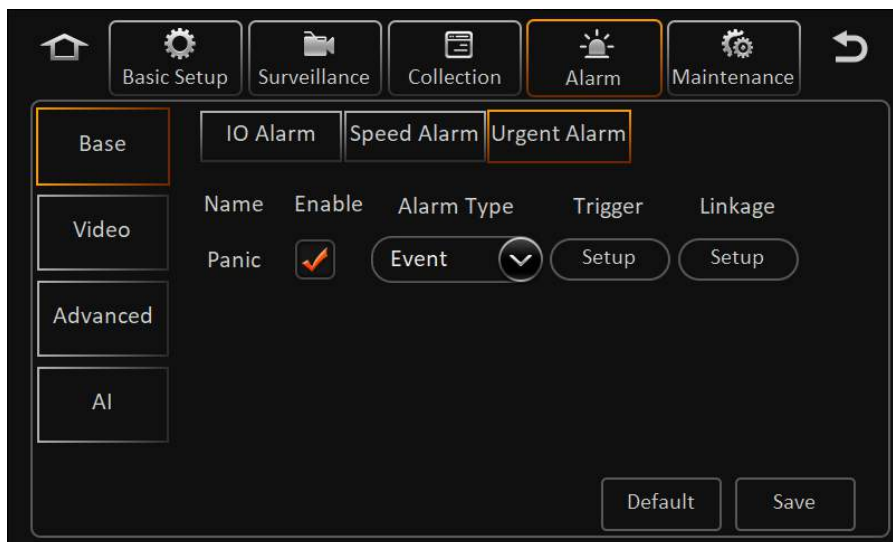 Basic Setup Surveillance Collection Alarm Maintenance
Base
Video
Advanced
AI
IO Alarm Speed Alarm Urgent Alarm
Name Enable Alarm Type Trigger Linkage
Panic Event Setup Setup
Default Save